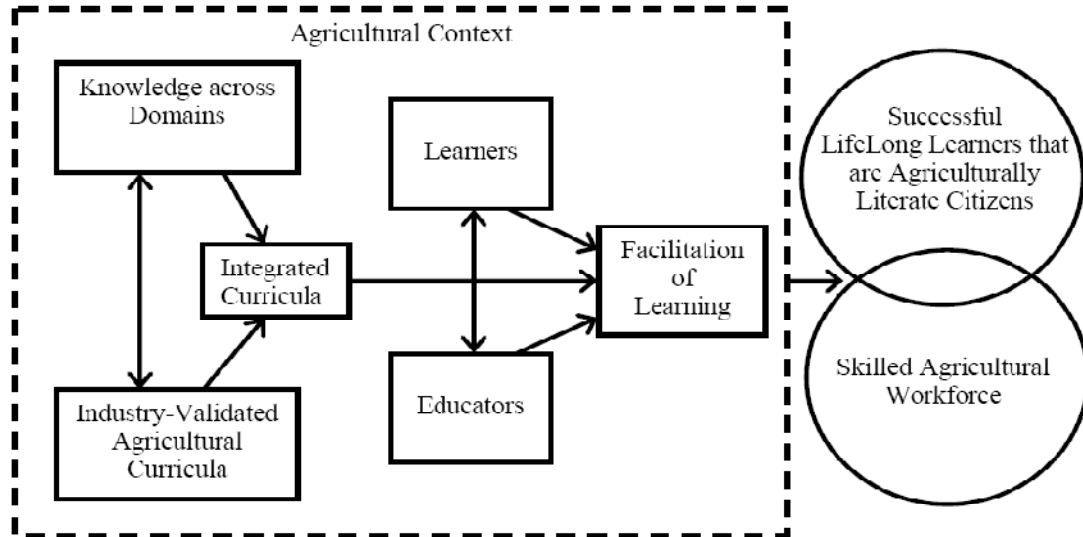 Agricultural Context
Knowledge across
Domains
Learners
Integrated
Curricula
Facilitation
of
Learning
Industry-Validated
Agricultural
Curricula
Educators
Successful
LifeLong Learners that
are Agriculturally
Literate Citizens
Skilled Agricultural
Workforce